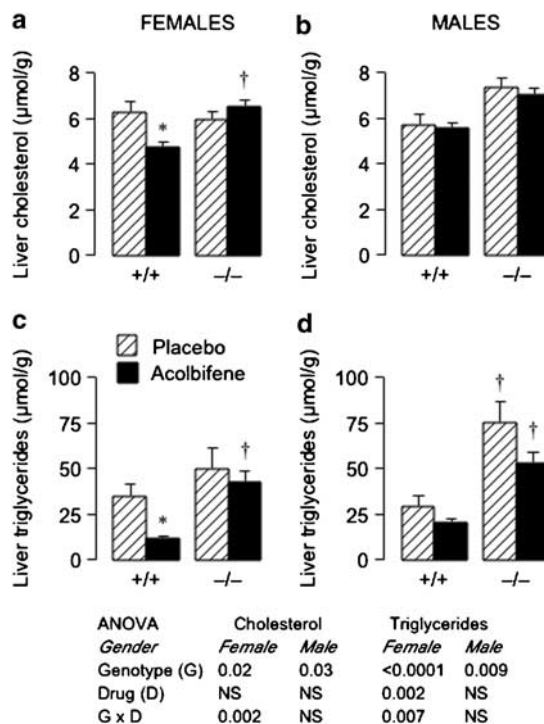 a FEMALES
b MALES
Liver cholesterol (µmol/g)
8
6
4
2
0
*
†
+/+ –/–
Liver cholesterol (µmol/g)
8
6
4
2
0
+/+ –/–
c
Placebo
Acolbifene
Liver triglycerides (µmol/g)
100
75
50
25
0
*
†
+/+ –/–
d
Liver triglycerides (µmol/g)
100
75
50
25
0
†
†
+/+ –/–
ANOVA Cholesterol Triglycerides
Gender Female Male Female Male
Genotype (G) 0.02 0.03 <0.0001 0.009
Drug (D) NS NS 0.002 NS
G x D 0.002 NS 0.007 NS